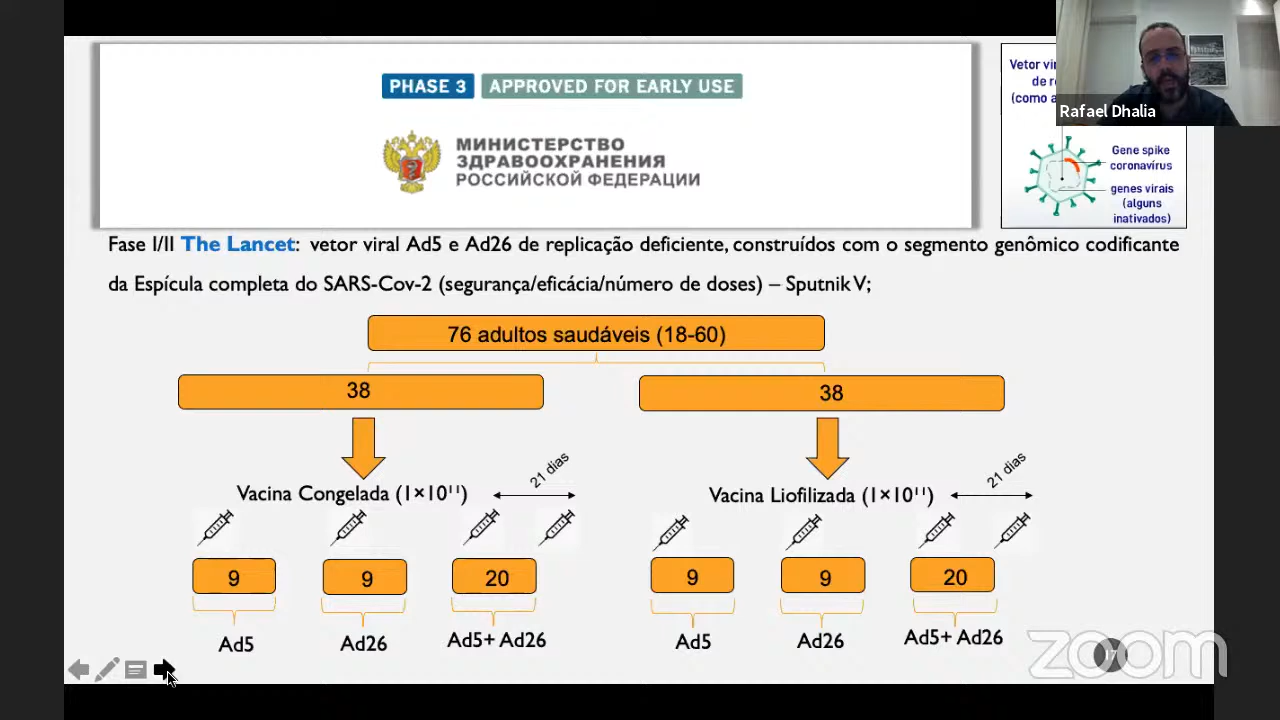 PHASE 3 APPROVED FOR EARLY USE
МИНИСТЕРСТВО
ЗДРАВООХРАНЕНИЯ
РОССИЙСКОЙ ФЕДЕРАЦИИ
Vetor
(como
Rafael Dhalia
Gene spike
coronavírus
genes virais
(alguns
inativados)
Fase I/II The Lancet: vetor viral Ad5 e Ad26 de replicação deficiente, construídos com o segmento genômico codificante
da Espícula completa do SARS-Cov-2 (segurança/eficácia/número de doses) – Sputnik V;
76 adultos saudáveis (18-60)
38
38
21 dias
21 dias
Vacina Congelada (1×10¹¹)
Vacina Liofilizada (1×10¹¹)
9
9
20
9
9
20
Ad5
Ad26
Ad5+ Ad26
Ad5
Ad26
Ad5+ Ad26
17
zoom